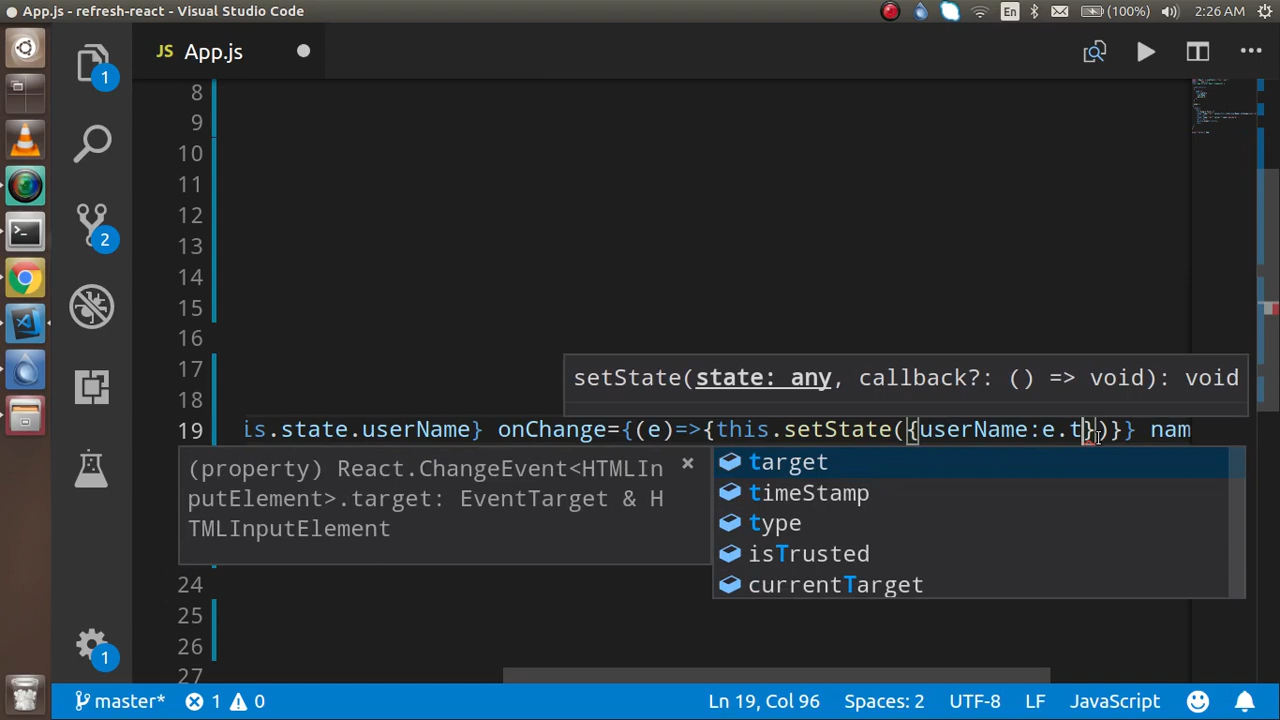 App.js - refresh-react - Visual Studio Code
En
(100%)
2:26 AM
JS App.js
1
2
1
8
9
10
11
12
13
14
15
16
17
setState(state: any, callback?: () => void): void
18
19 is.state.userName} onChange={(e)=>{this.setState({userName:e.t})}} nam
(property) React.ChangeEvent<HTMLIn
putElement>.target: EventTarget & H
TMLInputElement
×
target
timeStamp
type
isTrusted
currentTarget
24
25
26
27
master* 1 0
Ln 19, Col 96
Spaces: 2
UTF-8
LF
JavaScript